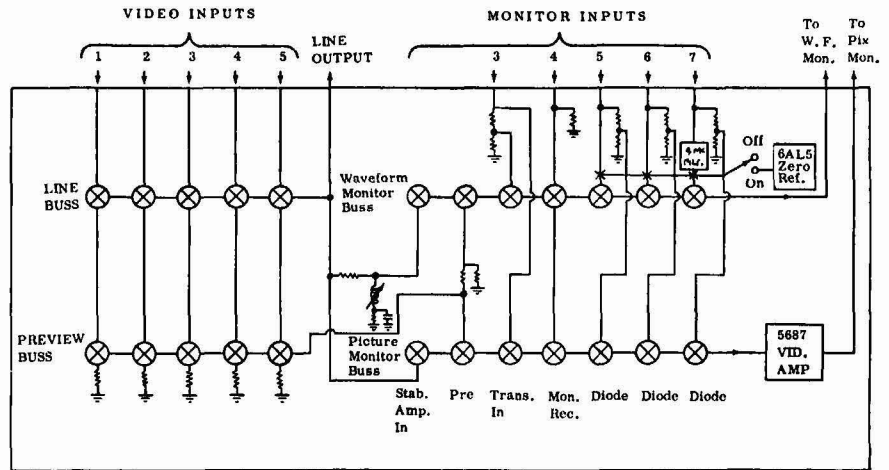 VIDEO INPUTS
MONITOR INPUTS
To
W. F.
Mon.
To
Pix
Mon.
1 2 3 4 5
LINE
OUTPUT
3 4 5 6 7
Off
On
6AL5
Zero
Ref.
LINE
BUSS
Waveform
Monitor
Buss
PREVIEW
BUSS
Picture
Monitor
Buss
5687
VID.
AMP
Stab.
Amp.
In
Pre
Trans.
In
Mon.
Rec.
Diode
Diode
Diode